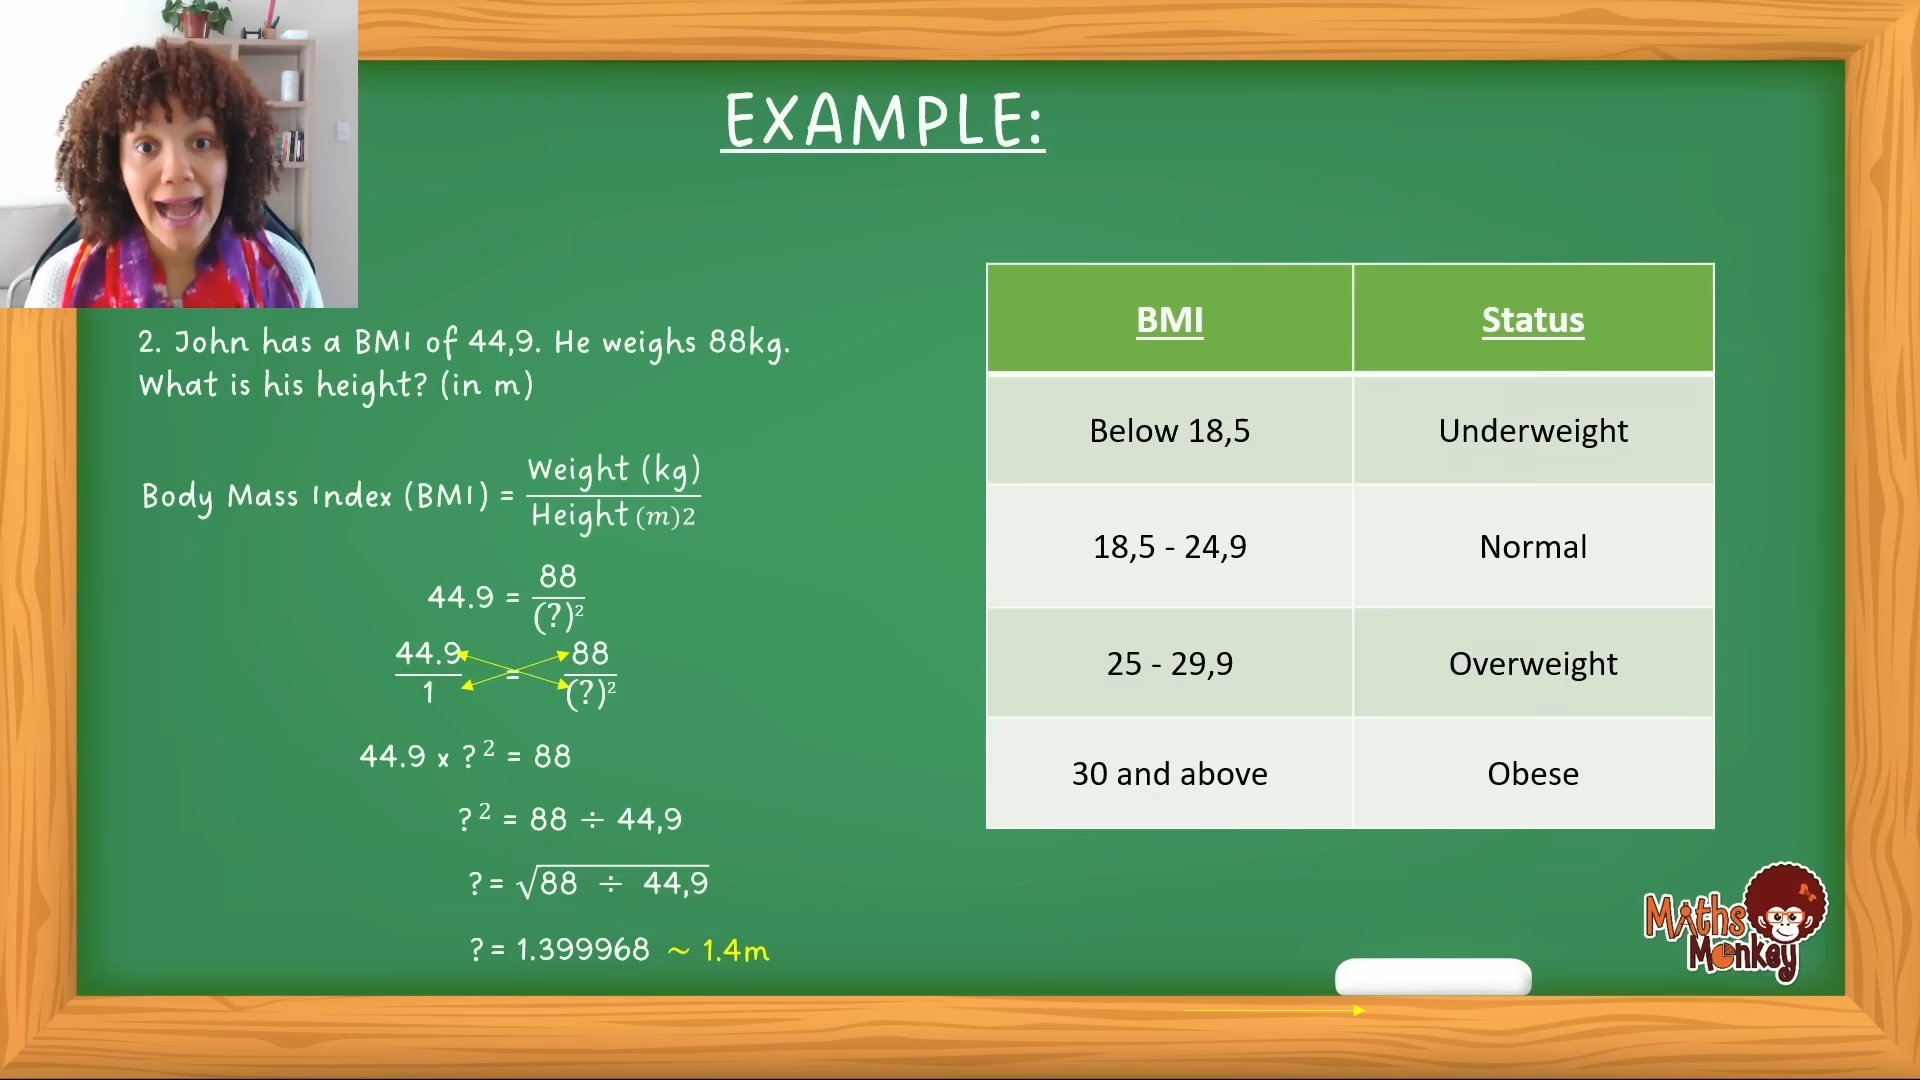 EXAMPLE:
2. John has a BMI of 44,9. He weighs 88kg.
What is his height? (in m)
Body Mass Index (BMI) = Weight (kg) / Height (m)2
44.9 = 88 / (?)²
44.9 / 1 = 88 / (?)²
44.9 x ?² = 88
?² = 88 ÷ 44,9
? = √88 ÷ 44,9
? = 1.399968 ~ 1.4m
BMI Status
Below 18,5 Underweight
18,5 - 24,9 Normal
25 - 29,9 Overweight
30 and above Obese
Maths
Monkey